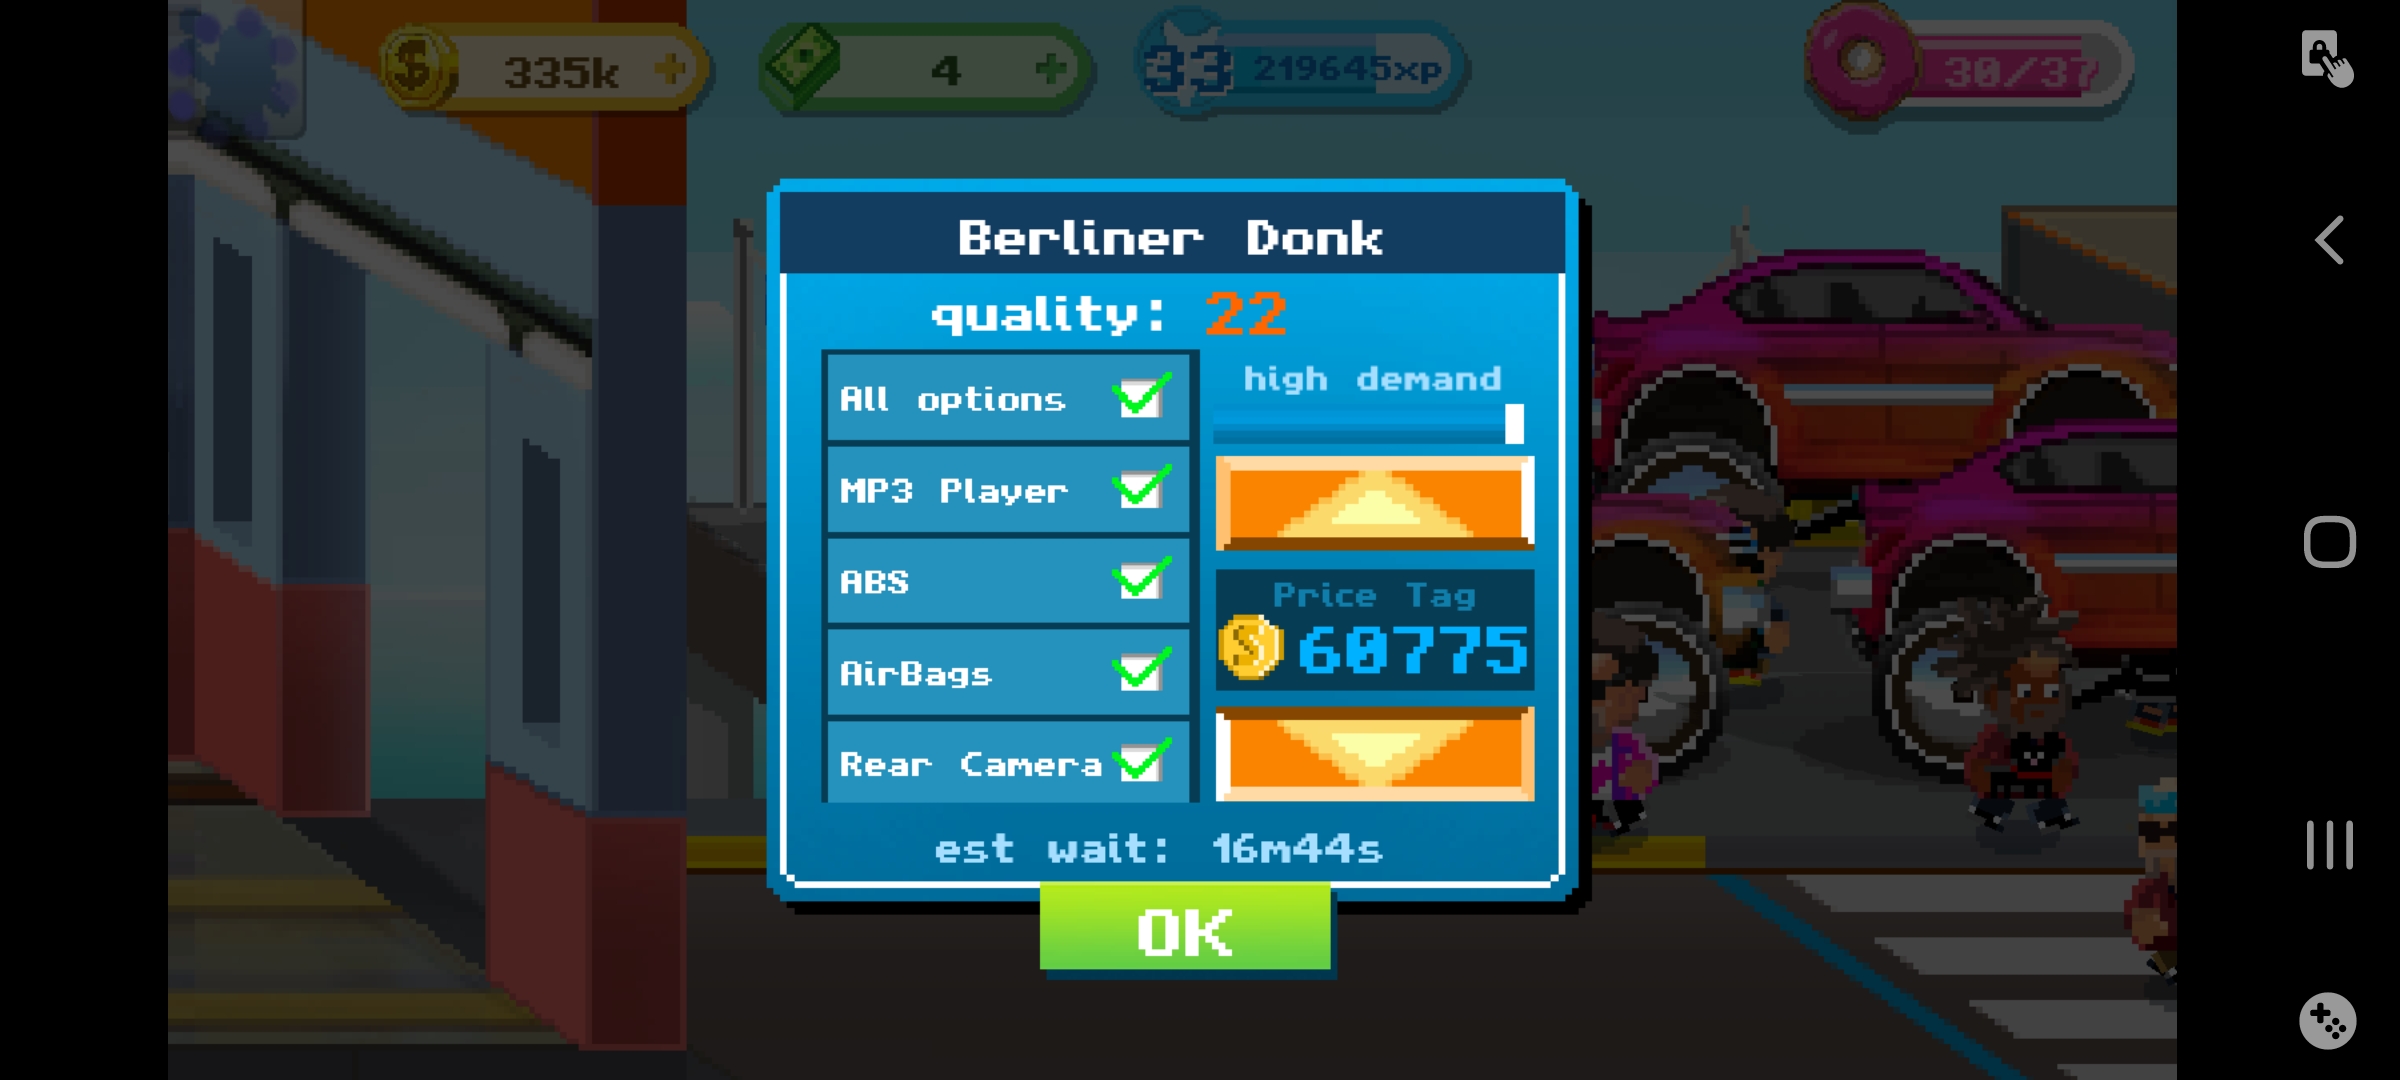 335k
4
33 219645xp
30/37
Berliner Donk
quality: 22
All options
MP3 Player
ABS
AirBags
Rear Camera
high demand
Price Tag
60775
est wait: 16m44s
OK